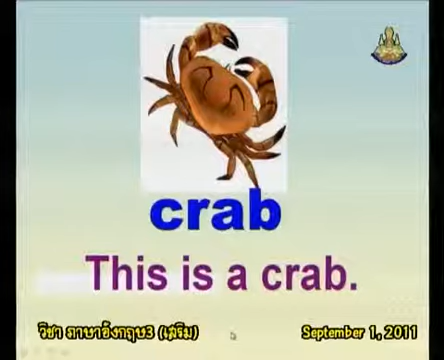 crab
This is a crab.
วิชา ภาษาอังกฤษ3 (เสริม)
September 1, 2011